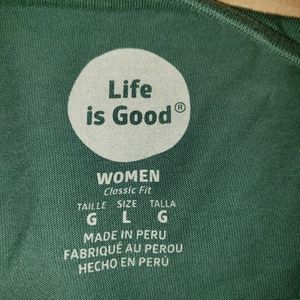 Life
is Good®
WOMEN
Classic Fit
TAILLE SIZE TALLA
G L G
MADE IN PERU
FABRIQUÉ AU PEROU
HECHO EN PERÚ